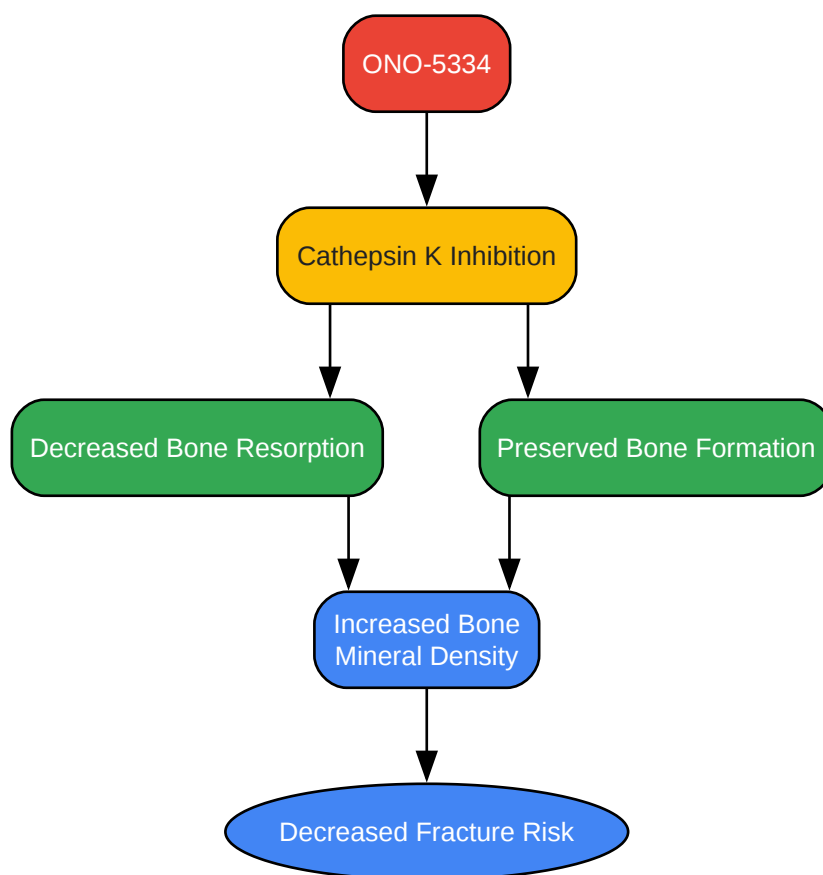 ONO-5334
Cathepsin K Inhibition
Decreased Bone Resorption
Preserved Bone Formation
Increased Bone
Mineral Density
Decreased Fracture Risk